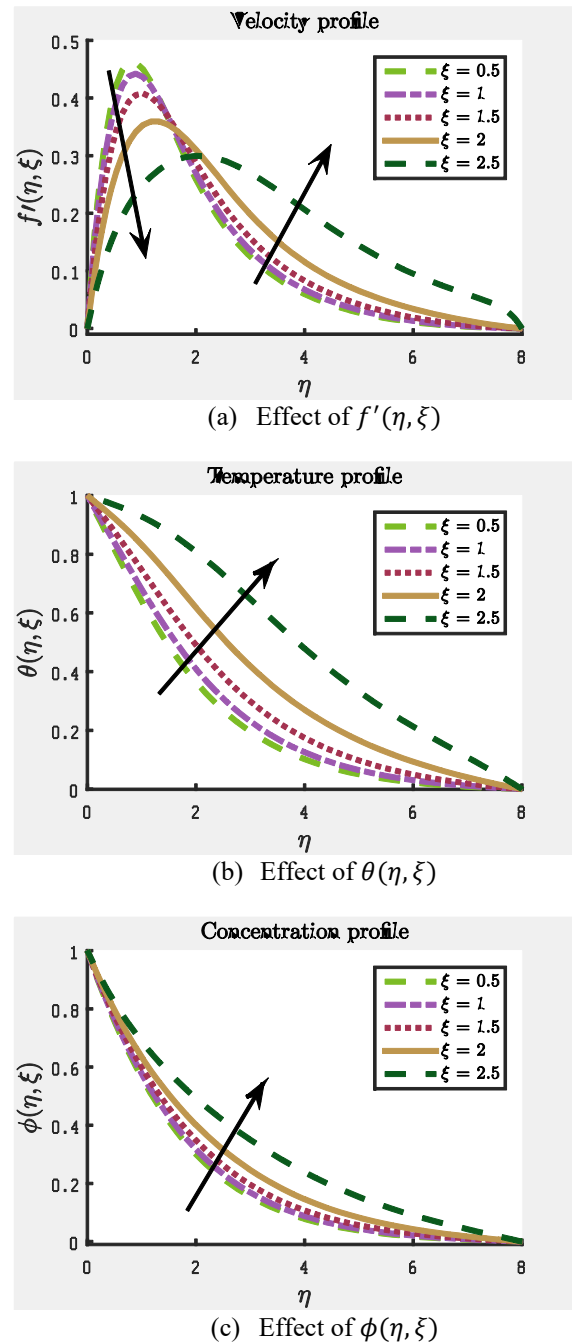 Velocity profile
0.5
0.4
0.3
0.2
0.1
0
f′(η, ξ)
ξ = 0.5
ξ = 1
ξ = 1.5
ξ = 2
ξ = 2.5
0 2 4 6 8
η
(a) Effect of f′(η, ξ)
Temperature profile
1
0.8
0.6
0.4
0.2
0
θ(η, ξ)
ξ = 0.5
ξ = 1
ξ = 1.5
ξ = 2
ξ = 2.5
0 2 4 6 8
η
(b) Effect of θ(η, ξ)
Concentration profile
1
0.8
0.6
0.4
0.2
0
ϕ(η, ξ)
ξ = 0.5
ξ = 1
ξ = 1.5
ξ = 2
ξ = 2.5
0 2 4 6 8
η
(c) Effect of ϕ(η, ξ)